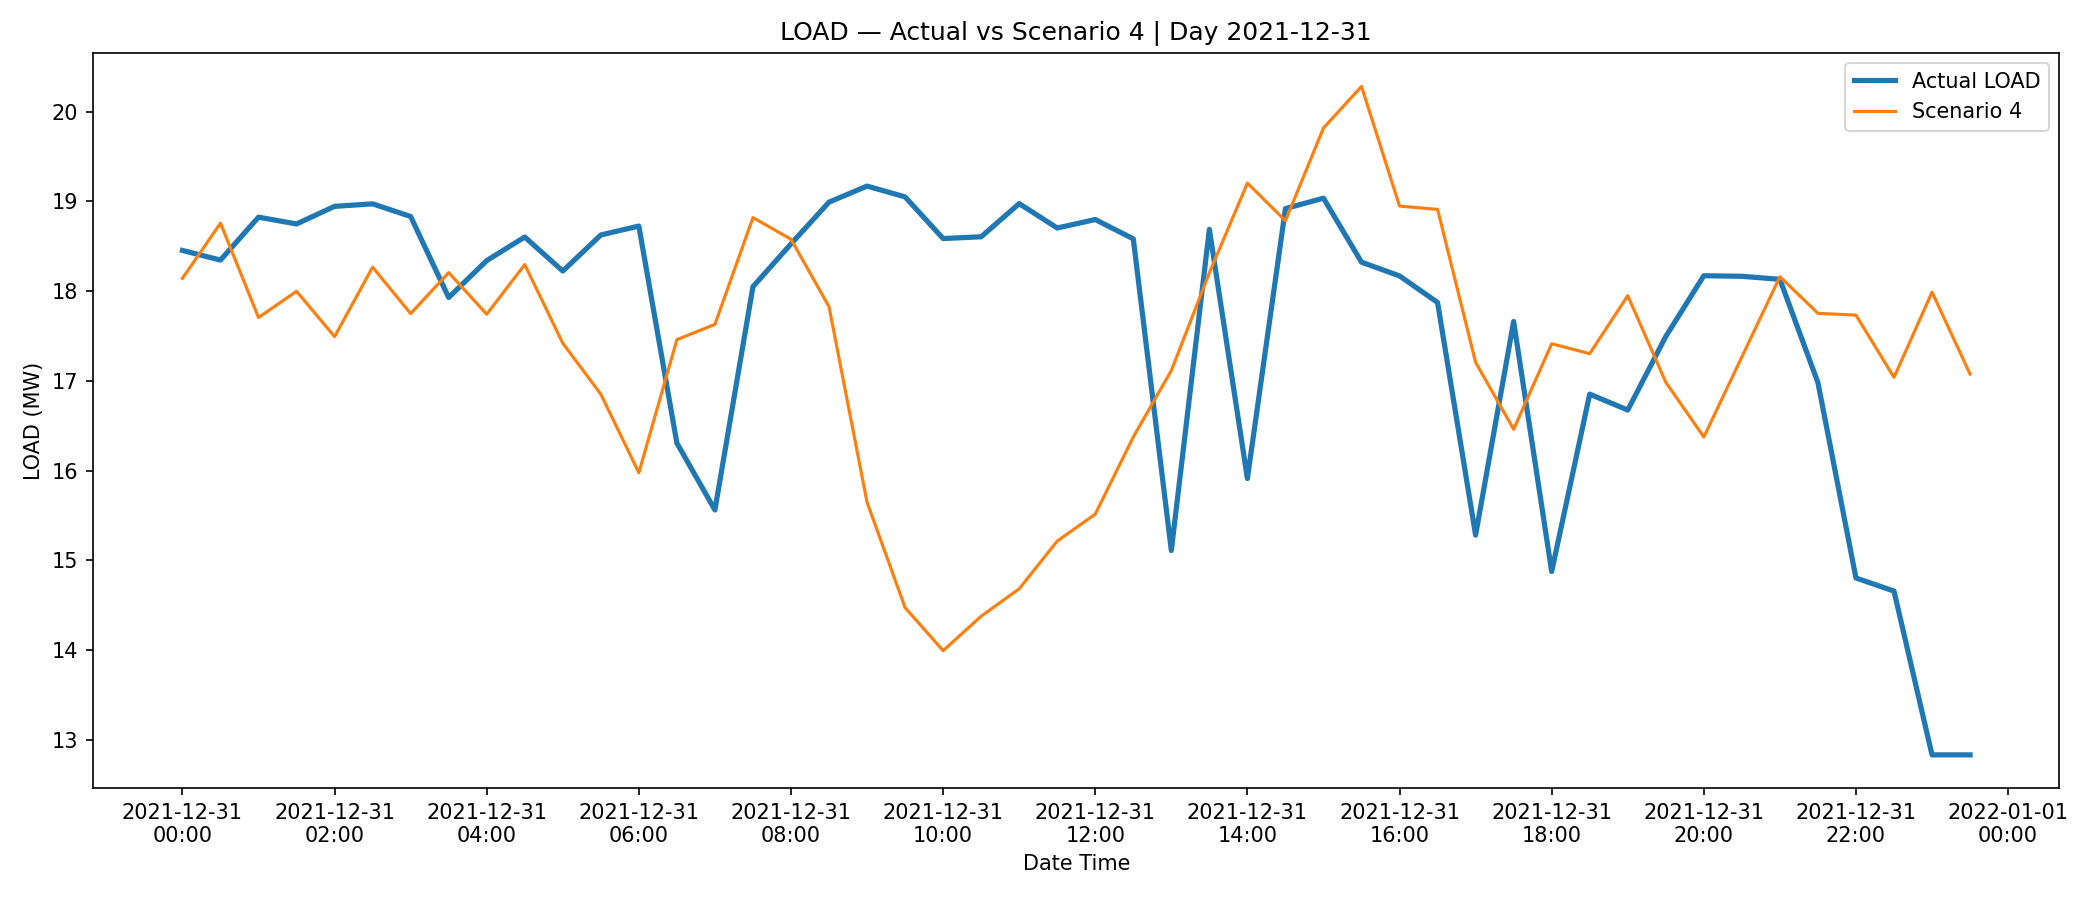 LOAD — Actual vs Scenario 4 | Day 2021-12-31
Actual LOAD
Scenario 4
LOAD (MW)
20
19
18
17
16
15
14
13
2021-12-31 2021-12-31 2021-12-31 2021-12-31 2021-12-31 2021-12-31 2021-12-31 2021-12-31 2021-12-31 2021-12-31 2021-12-31 2021-12-31 2022-01-01
00:00 02:00 04:00 06:00 08:00 10:00 12:00 14:00 16:00 18:00 20:00 22:00 00:00
Date Time